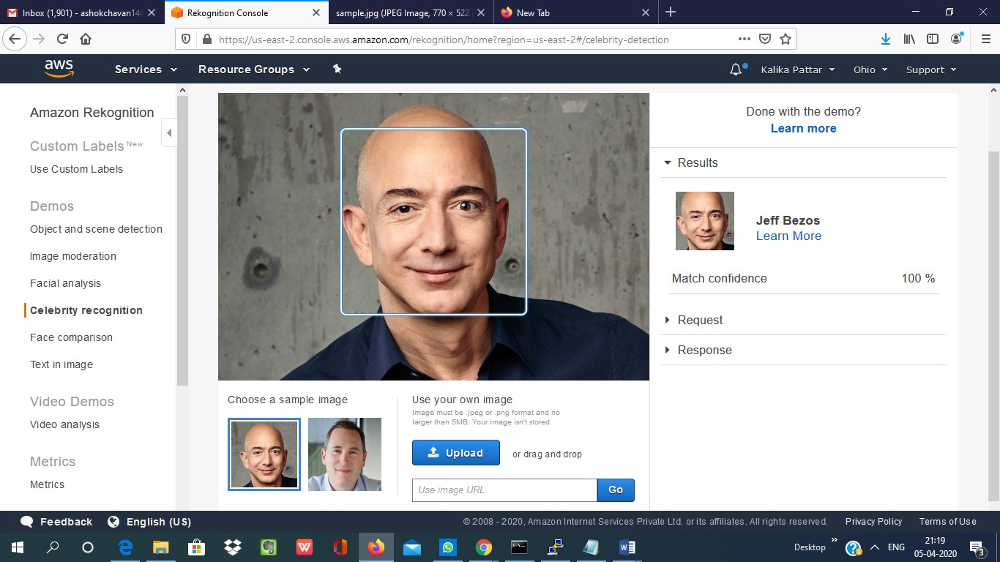 Inbox (1,901) - ashokchavan144
Rekognition Console
sample.jpg (JPEG Image, 770 × 522
New Tab
https://us-east-2.console.aws.amazon.com/rekognition/home?region=us-east-2#/celebrity-detection
aws
Services
Resource Groups
Kalika Pattar
Ohio
Support
Amazon Rekognition
Custom Labels New
Use Custom Labels
Demos
Object and scene detection
Image moderation
Facial analysis
Celebrity recognition
Face comparison
Text in image
Video Demos
Video analysis
Metrics
Metrics
Choose a sample image
Use your own image
Image must be .jpeg or .png format and no
larger than 5MB. Your image isn't stored.
Upload
or drag and drop
Use image URL
Go
Done with the demo?
Learn more
Results
Jeff Bezos
Learn More
Match confidence 100 %
Request
Response
Feedback
English (US)
© 2008 - 2020, Amazon Internet Services Private Ltd. or its affiliates. All rights reserved.
Privacy Policy
Terms of Use
Desktop
ENG
21:19
05-04-2020
3